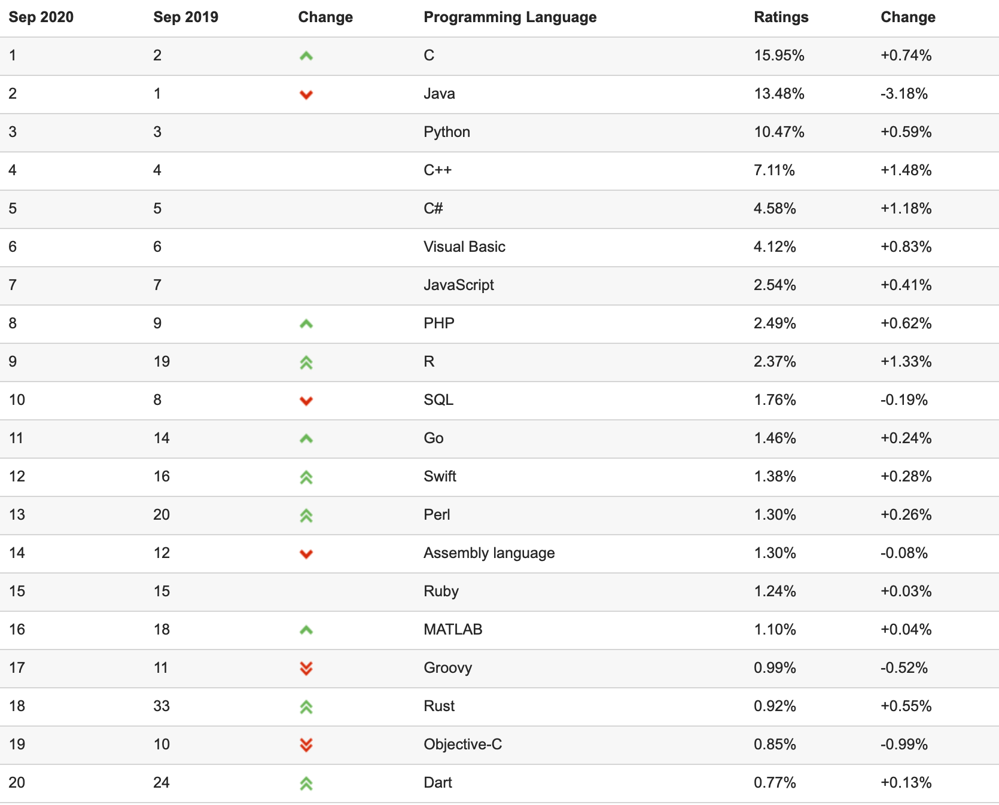 Sep 2020 Sep 2019 Change Programming Language Ratings Change
1 2 C 15.95% +0.74%
2 1 Java 13.48% -3.18%
3 3 Python 10.47% +0.59%
4 4 C++ 7.11% +1.48%
5 5 C# 4.58% +1.18%
6 6 Visual Basic 4.12% +0.83%
7 7 JavaScript 2.54% +0.41%
8 9 PHP 2.49% +0.62%
9 19 R 2.37% +1.33%
10 8 SQL 1.76% -0.19%
11 14 Go 1.46% +0.24%
12 16 Swift 1.38% +0.28%
13 20 Perl 1.30% +0.26%
14 12 Assembly language 1.30% -0.08%
15 15 Ruby 1.24% +0.03%
16 18 MATLAB 1.10% +0.04%
17 11 Groovy 0.99% -0.52%
18 33 Rust 0.92% +0.55%
19 10 Objective-C 0.85% -0.99%
20 24 Dart 0.77% +0.13%